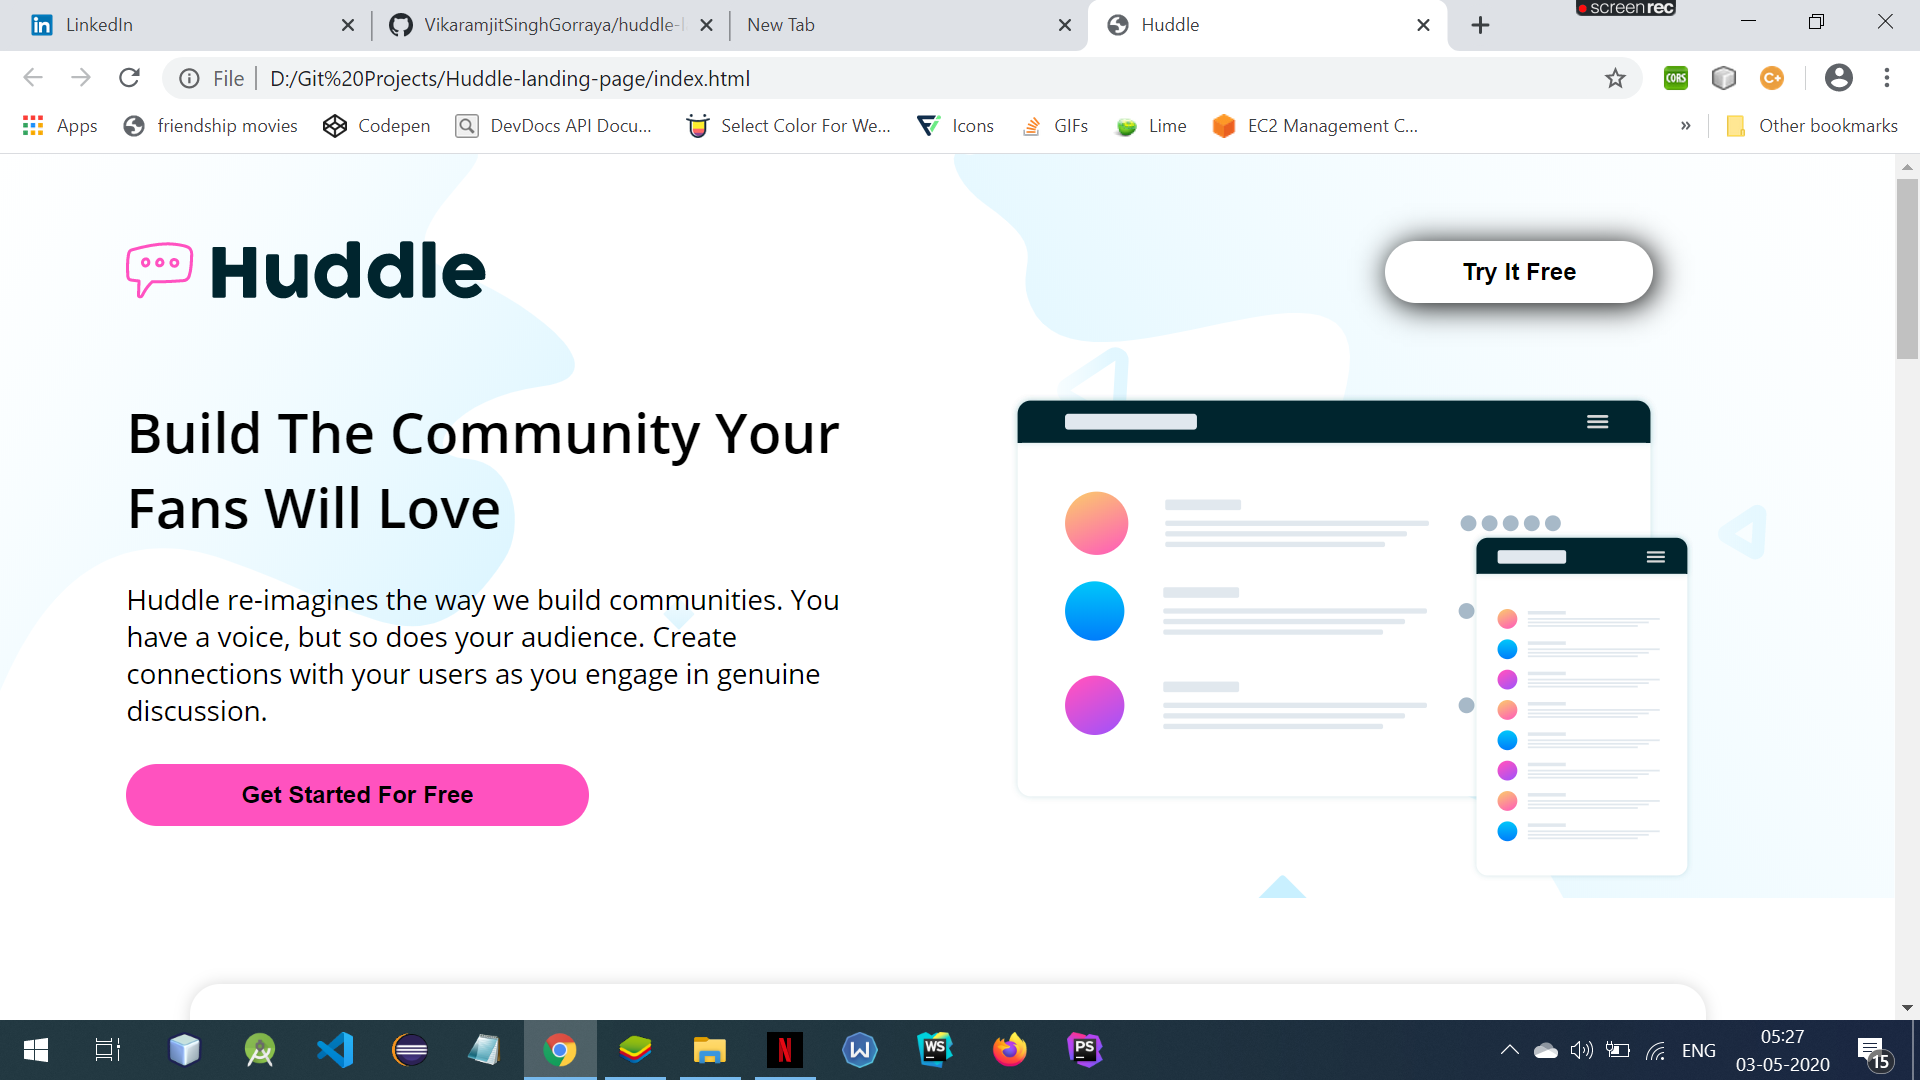 LinkedIn
VikaramjitSinghGorraya/huddle-l
New Tab
Huddle
screenrec
File
D:/Git%20Projects/Huddle-landing-page/index.html
CORS
C+
Apps
friendship movies
Codepen
DevDocs API Docu...
Select Color For We...
Icons
GIFs
Lime
EC2 Management C...
»
Other bookmarks
Huddle
Try It Free
Build The Community Your
Fans Will Love
Huddle re-imagines the way we build communities. You
have a voice, but so does your audience. Create
connections with your users as you engage in genuine
discussion.
Get Started For Free
N
W
WS
PS
ENG
05:27
03-05-2020
15